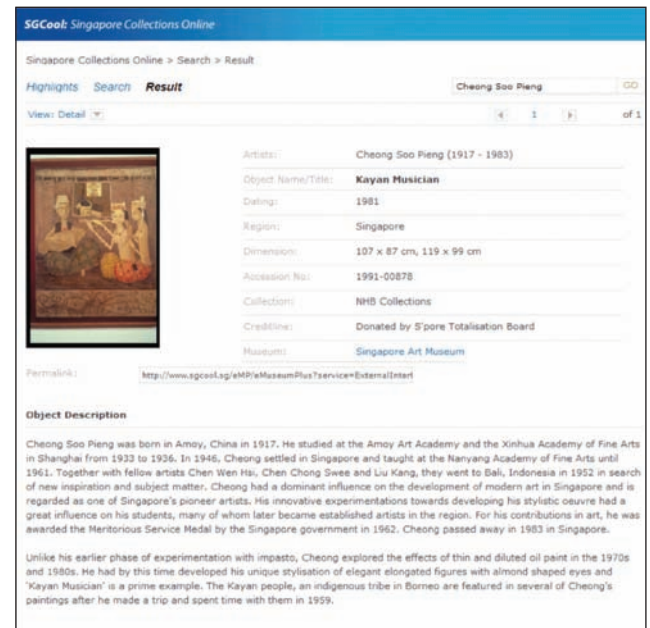 SGCool: Singapore Collections Online
Singapore Collections Online > Search > Result
Highlights Search Result
Cheong Soo Pieng GO
View: Detail
1 of 1
Artists: Cheong Soo Pieng (1917 - 1983)
Object Name/Title: Kayan Musician
Dating: 1981
Region: Singapore
Dimension: 107 x 87 cm, 119 x 99 cm
Accession No: 1991-00878
Collection: NHB Collections
Creditline: Donated by S'pore Totalisation Board
Museum: Singapore Art Museum
Permalink: http://www.sgcool.sg/eMP/eMuseumPlus?service=ExternalInterf
Object Description
Cheong Soo Pieng was born in Amoy, China in 1917. He studied at the Amoy Art Academy and the Xinhua Academy of Fine Arts
in Shanghai from 1933 to 1936. In 1946, Cheong settled in Singapore and taught at the Nanyang Academy of Fine Arts until
1961. Together with fellow artists Chen Wen Hsi, Chen Chong Swee and Liu Kang, they went to Bali, Indonesia in 1952 in search
of new inspiration and subject matter. Cheong had a dominant influence on the development of modern art in Singapore and is
regarded as one of Singapore's pioneer artists. His innovative experimentations towards developing his stylistic oeuvre had a
great influence on his students, many of whom later became established artists in the region. For his contributions in art, he was
awarded the Meritorious Service Medal by the Singapore government in 1962. Cheong passed away in 1983 in Singapore.
Unlike his earlier phase of experimentation with impasto, Cheong explored the effects of thin and diluted oil paint in the 1970s
and 1980s. He had by this time developed his unique stylisation of elegant elongated figures with almond shaped eyes and
'Kayan Musician' is a prime example. The Kayan people, an indigenous tribe in Borneo are featured in several of Cheong's
paintings after he made a trip and spent time with them in 1959.